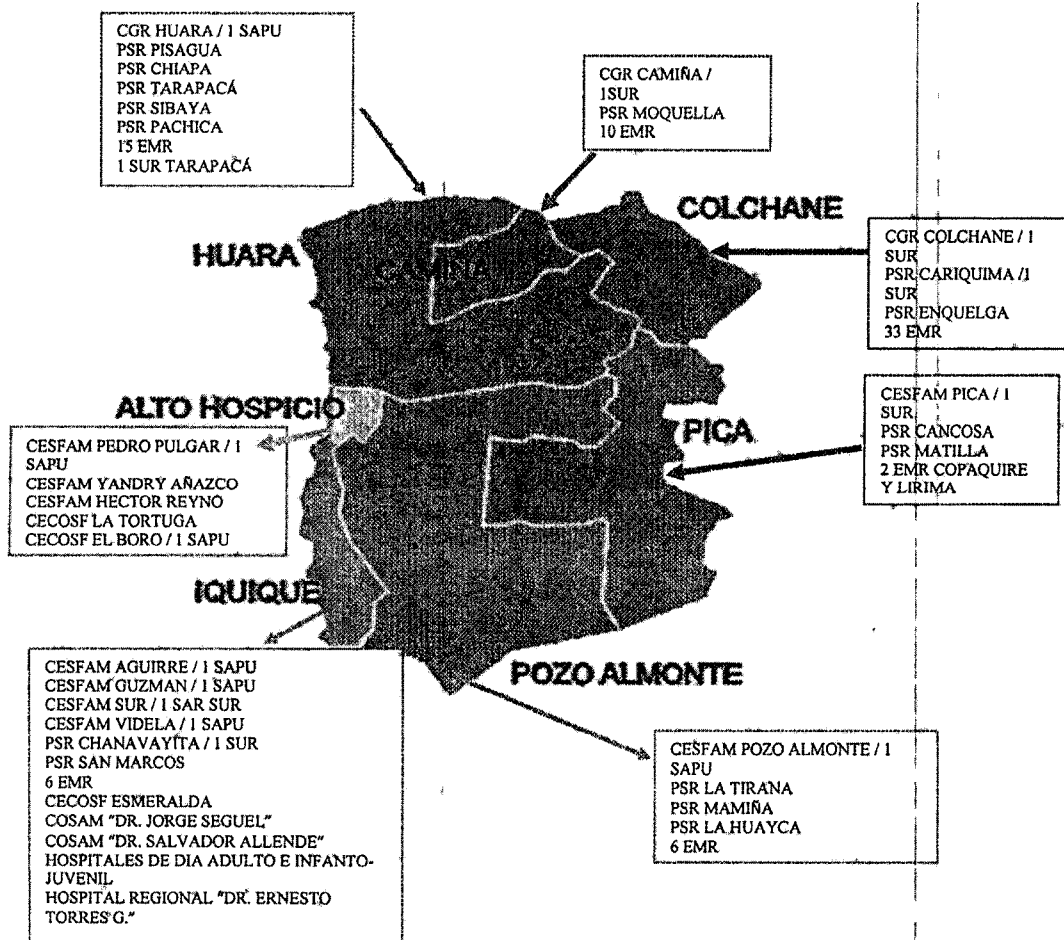 CGR HUARA / 1 SAPU
PSR PISAGUA
PSR CHIAPA
PSR TARAPACÁ
PSR SIBAYA
PSR PACHICA
15 EMR
1 SUR TARAPACÁ
CGR CAMIÑA /
1SUR
PSR MOQUELLA
10 EMR
COLCHANE
HUARA
CAMIÑA
CGR COLCHANE / 1
SUR
PSR CARIQUIMA /1
SUR
PSR ENQUELGA
33 EMR
ALTO HOSPICIO
PICA
CESFAM PICA / 1
SUR
PSR CANCOSA
PSR MATILLA
2 EMR COPAQUIRE
Y LIRIMA
CESFAM PEDRO PULGAR / 1
SAPU
CESFAM YANDRY AÑAZCO
CESFAM HECTOR REYNO
CECOSF LA TORTUGA
CECOSF EL BORO / 1 SAPU
IQUIQUE
POZO ALMONTE
CESFAM AGUIRRE / 1 SAPU
CESFAM GUZMAN / 1 SAPU
CESFAM SUR / 1 SAR SUR
CESFAM VIDELA / 1 SAPU
PSR CHANAVAYITA / 1 SUR
PSR SAN MARCOS
6 EMR
CECOSF ESMERALDA
COSAM "DR. JORGE SEGUEL"
COSAM "DR. SALVADOR ALLENDE"
HOSPITALES DE DIA ADULTO E INFANTO-
JUVENIL
HOSPITAL REGIONAL "DR. ERNESTO
TORRES G."
CESFAM POZO ALMONTE / 1
SAPU
PSR LA TIRANA
PSR MAMIÑA
PSR LA HUAYCA
6 EMR